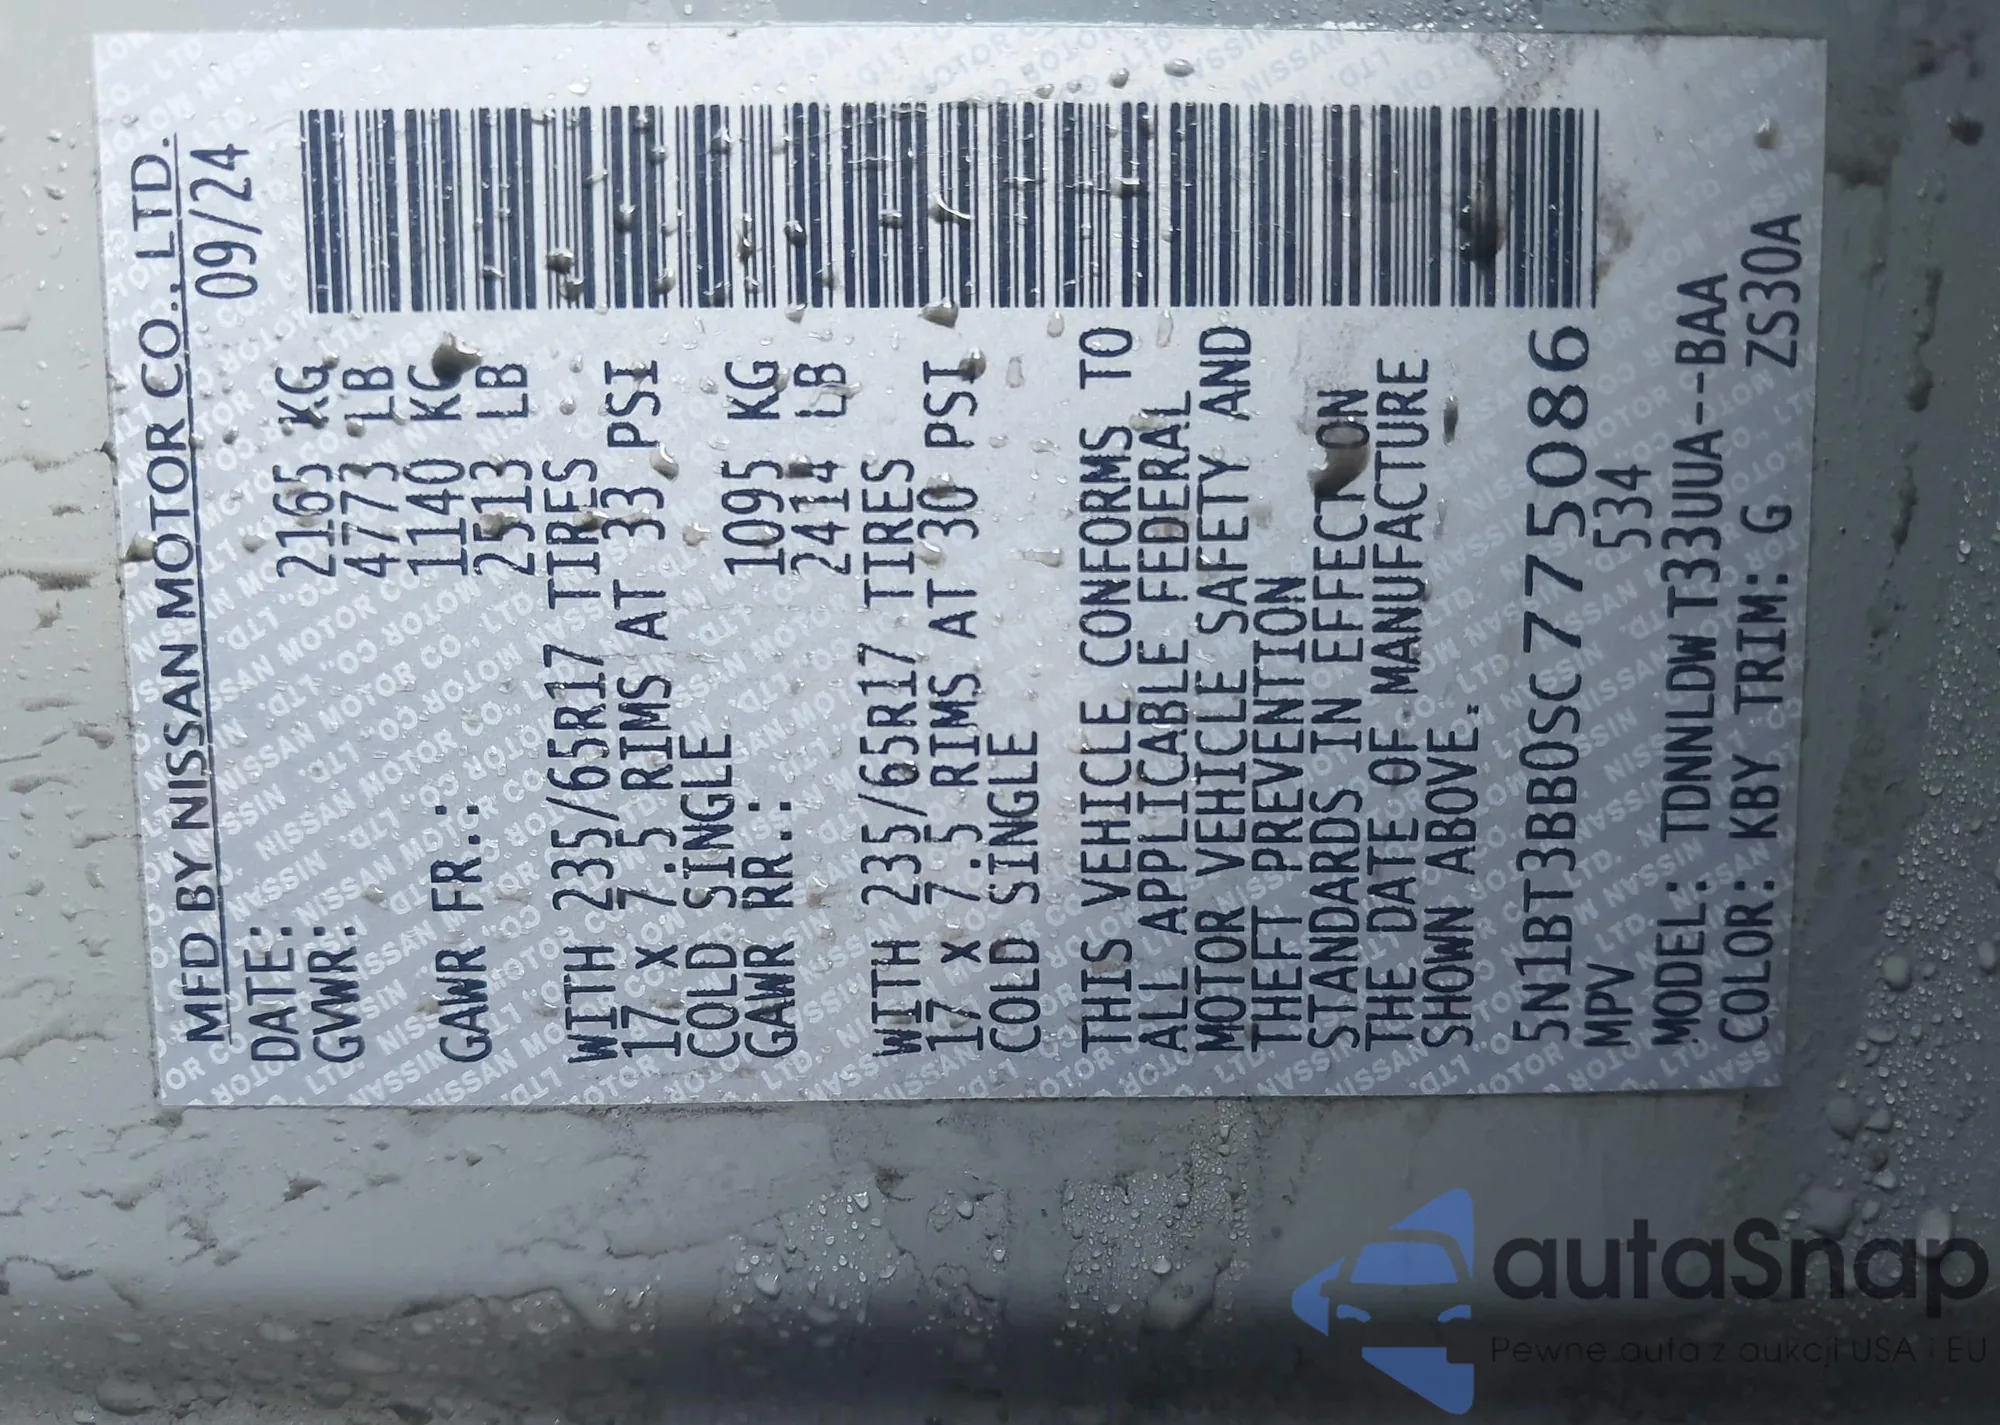 MFD BY NISSAN MOTOR CO., LTD.
DATE: 09/24
GVWR: 2165 KG
4773 LB
GAWR FR.: 1140 KG
2513 LB
WITH 235/65R17 TIRES
17 x 7.5 RIMS AT 33 PSI
COLD SINGLE
GAWR RR.: 1095 KG
2414 LB
WITH 235/65R17 TIRES
17 x 7.5 RIMS AT 30 PSI
COLD SINGLE
THIS VEHICLE CONFORMS TO
ALL APPLICABLE FEDERAL
MOTOR VEHICLE SAFETY AND
THEFT PREVENTION
STANDARDS IN EFFECT ON
THE DATE OF MANUFACTURE
SHOWN ABOVE.
5N1BT3BB0SC775086
MPV 534
MODEL: TDNNLDW T33UUA--BAA
COLOR: KBY TRIM: G ZS30A
autaSnap
Pewne auta z aukcji USA i EU